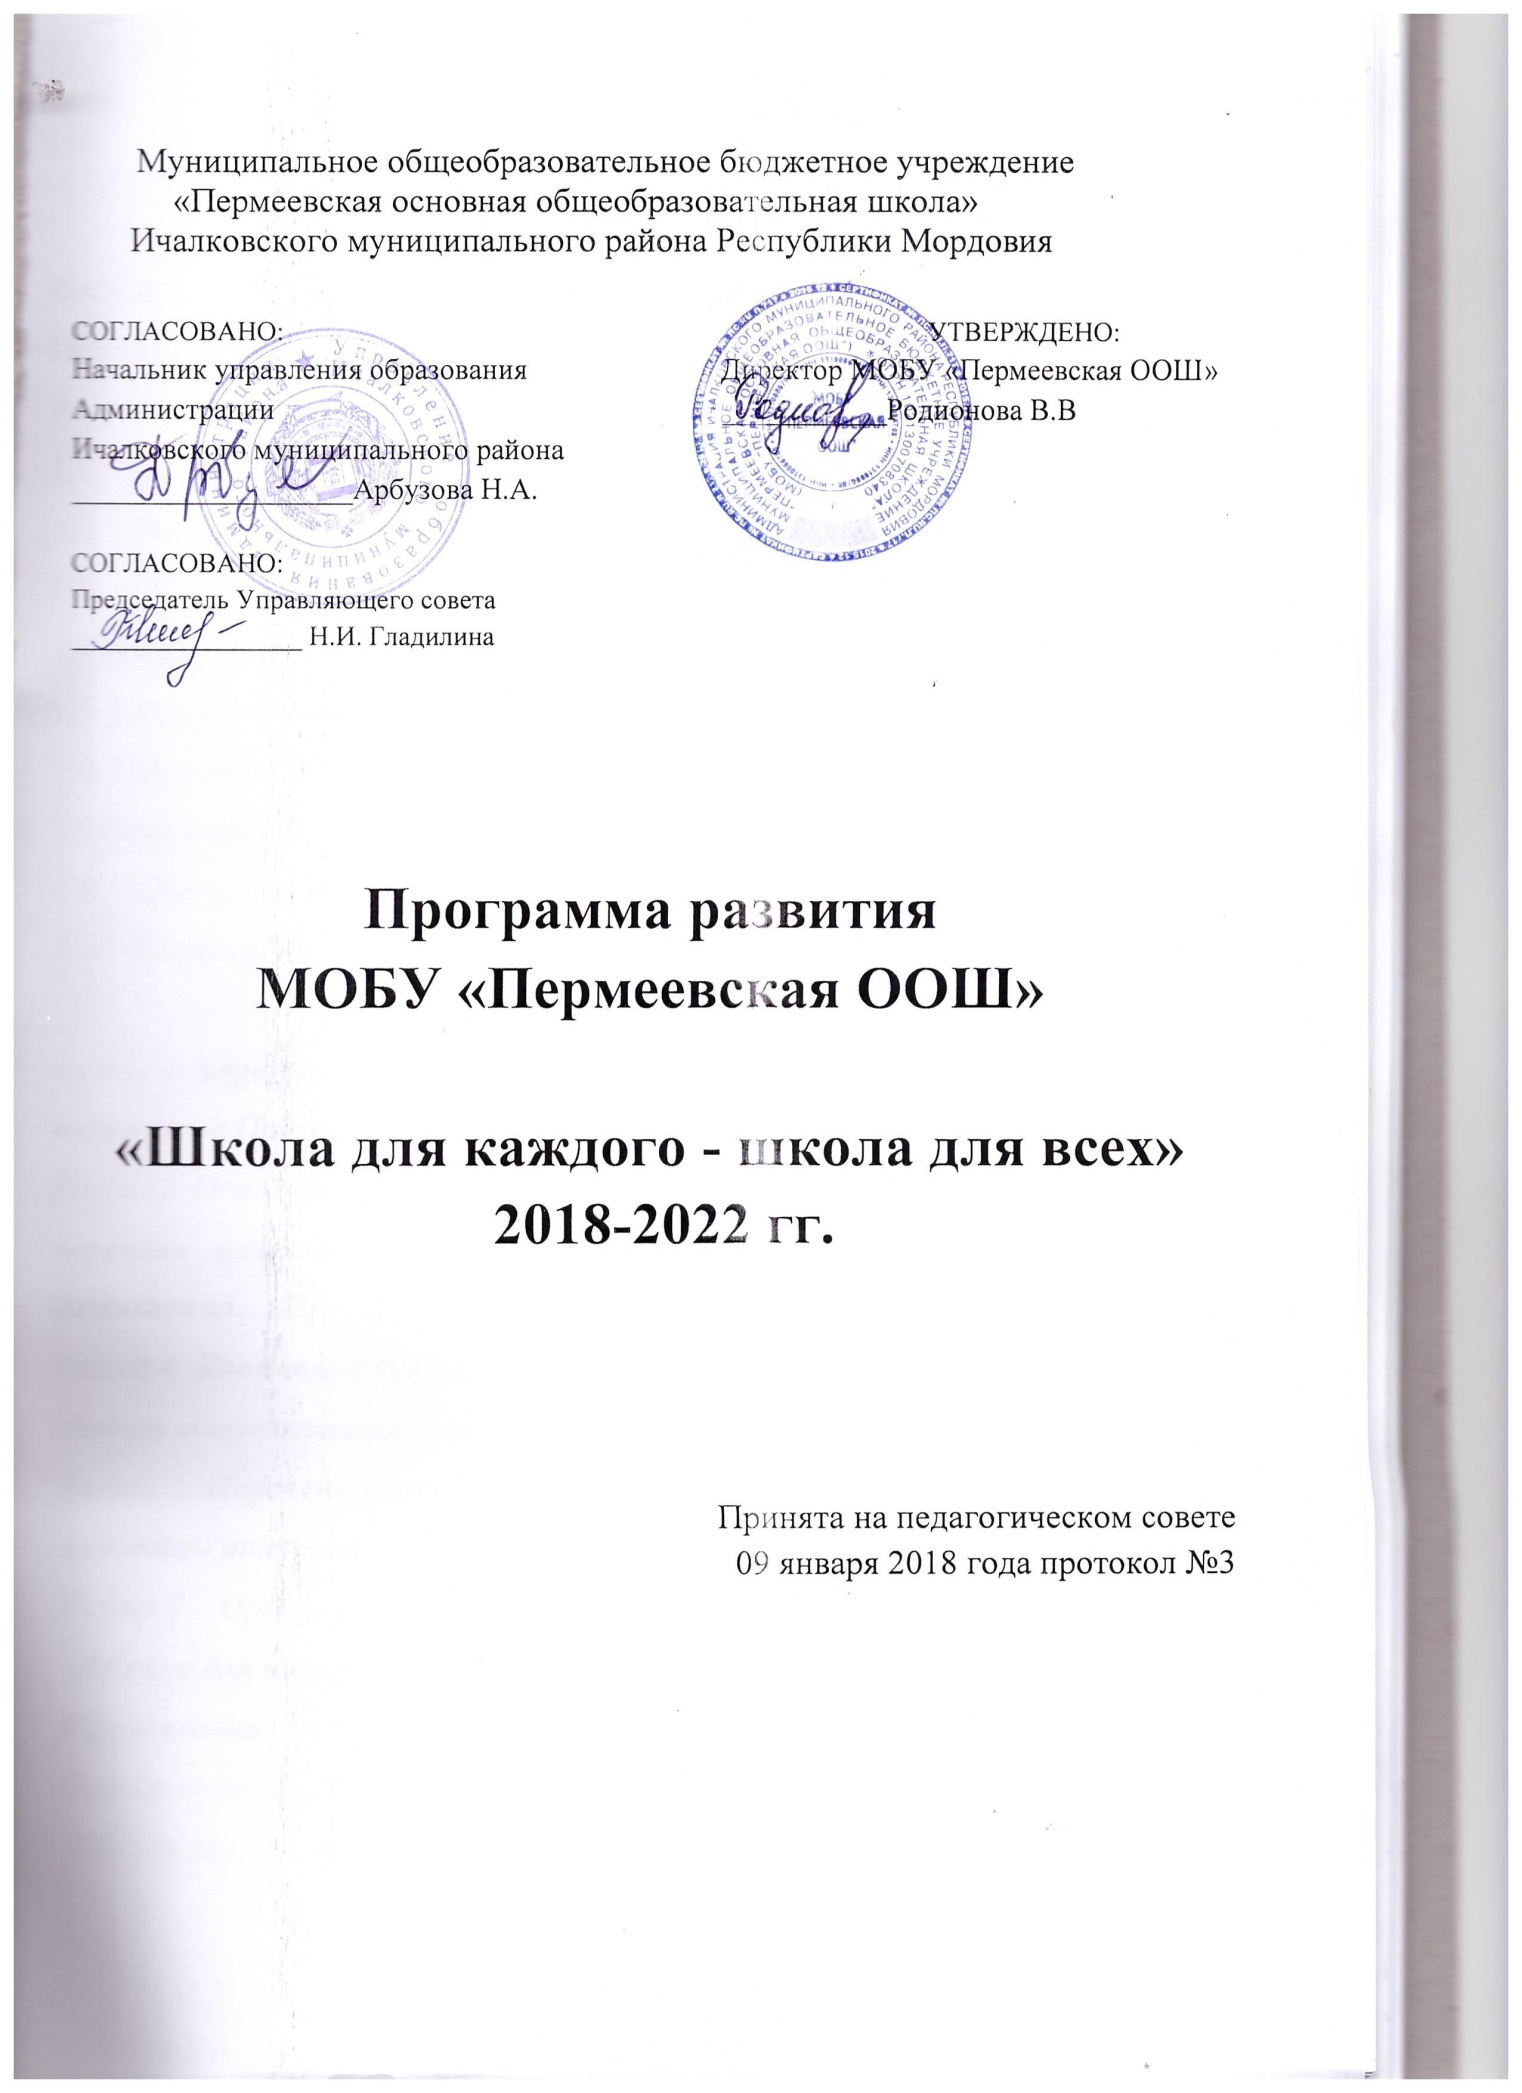 Муниципальное общеобразовательное бюджетное учреждение
«Пермеевская основная общеобразовательная школа»
Ичалковского муниципального района Республики Мордовия
СОГЛАСОВАНО:
Начальник управления образования
Администрации
Ичалковского муниципального района
Арбузова Н.А.
УТВЕРЖДЕНО:
Директор МОБУ «Пермеевская ООШ»
Родионова В.В
СОГЛАСОВАНО:
Председатель Управляющего совета
Н.И. Гладилина
Программа развития
МОБУ «Пермеевская ООШ»
«Школа для каждого - школа для всех»
2018-2022 гг.
Принята на педагогическом совете
09 января 2018 года протокол №3